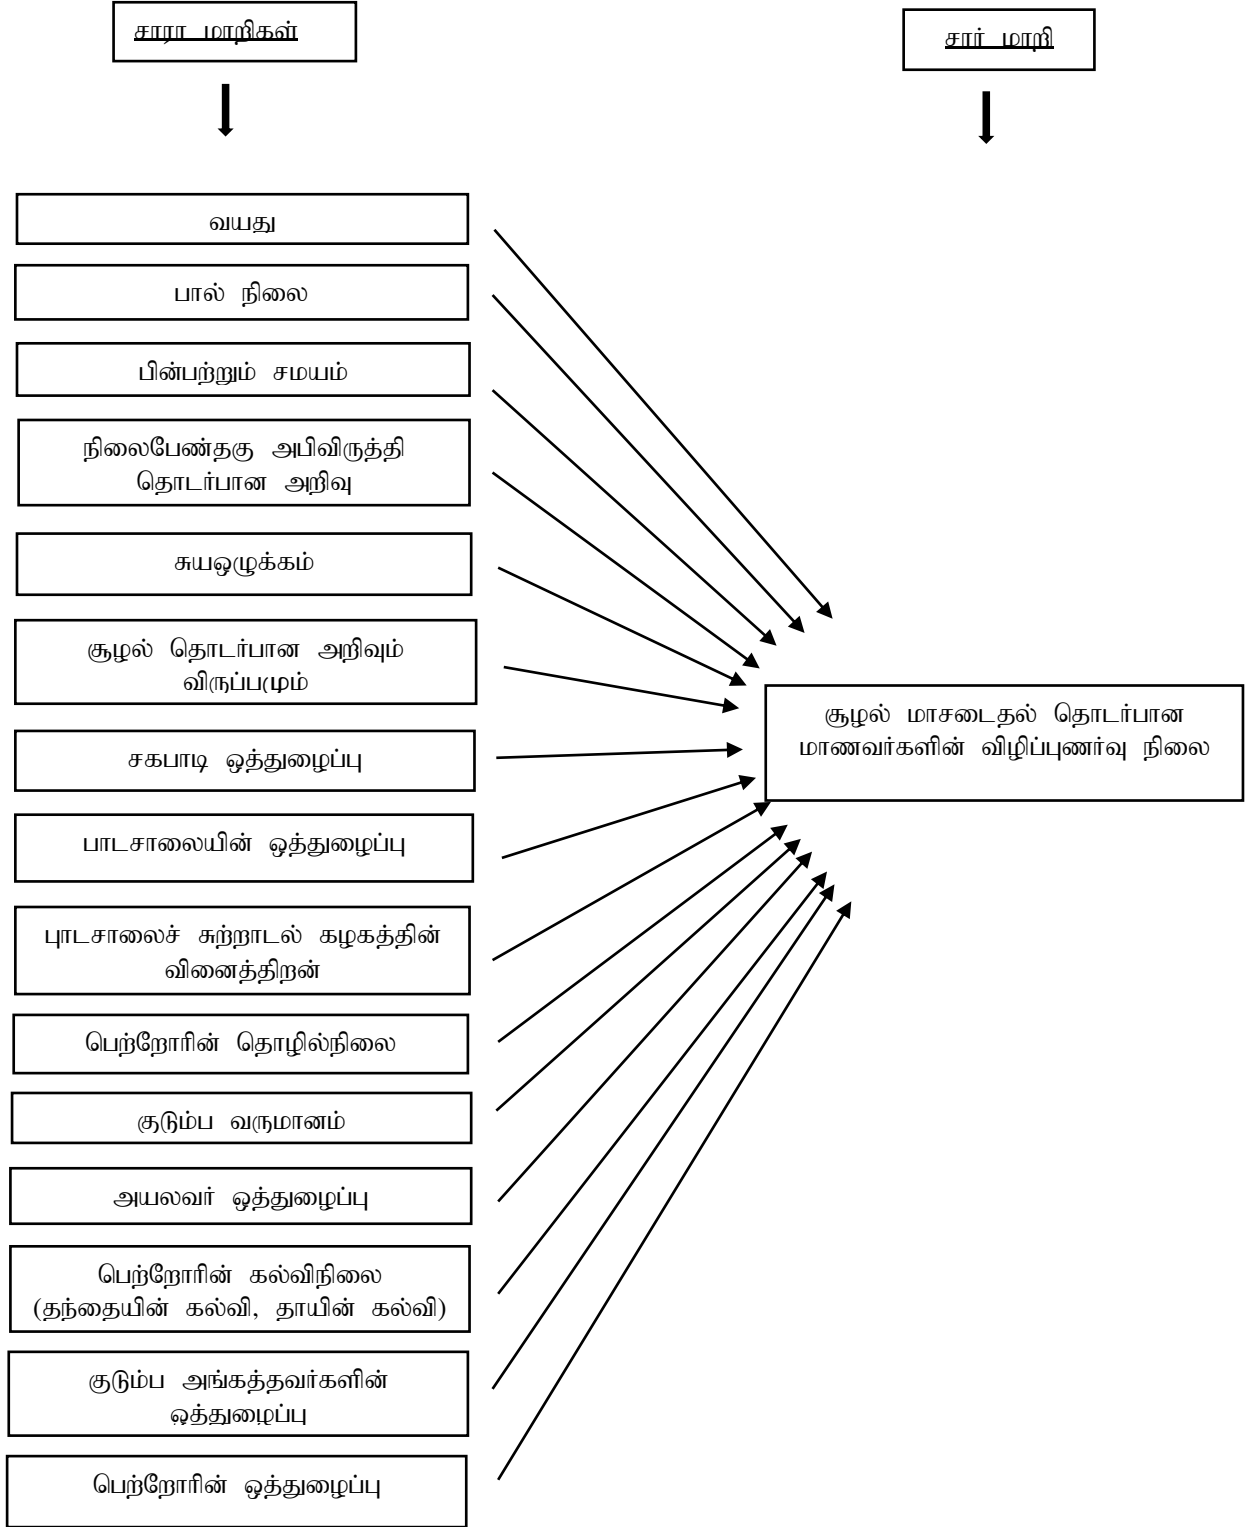 சாரா மாறிகள்
சார் மாறி
வயது
பால் நிலை
பின்பற்றும் சமயம்
நிலைபேண்தகு அபிவிருத்தி
தொடர்பான அறிவு
சுயஒழுக்கம்
சூழல் தொடர்பான அறிவும்
விருப்பமும்
சகபாடி ஒத்துழைப்பு
பாடசாலையின் ஒத்துழைப்பு
புாடசாலைச் சுற்றாடல் கழகத்தின்
வினைத்திறன்
பெற்றோரின் தொழில்நிலை
குடும்ப வருமானம்
அயலவர் ஒத்துழைப்பு
பெற்றோரின் கல்விநிலை
(தந்தையின் கல்வி, தாயின் கல்வி)
குடும்ப அங்கத்தவர்களின்
ஒத்துழைப்பு
பெற்றோரின் ஒத்துழைப்பு
சூழல் மாசடைதல் தொடர்பான
மாணவர்களின் விழிப்புணர்வு நிலை